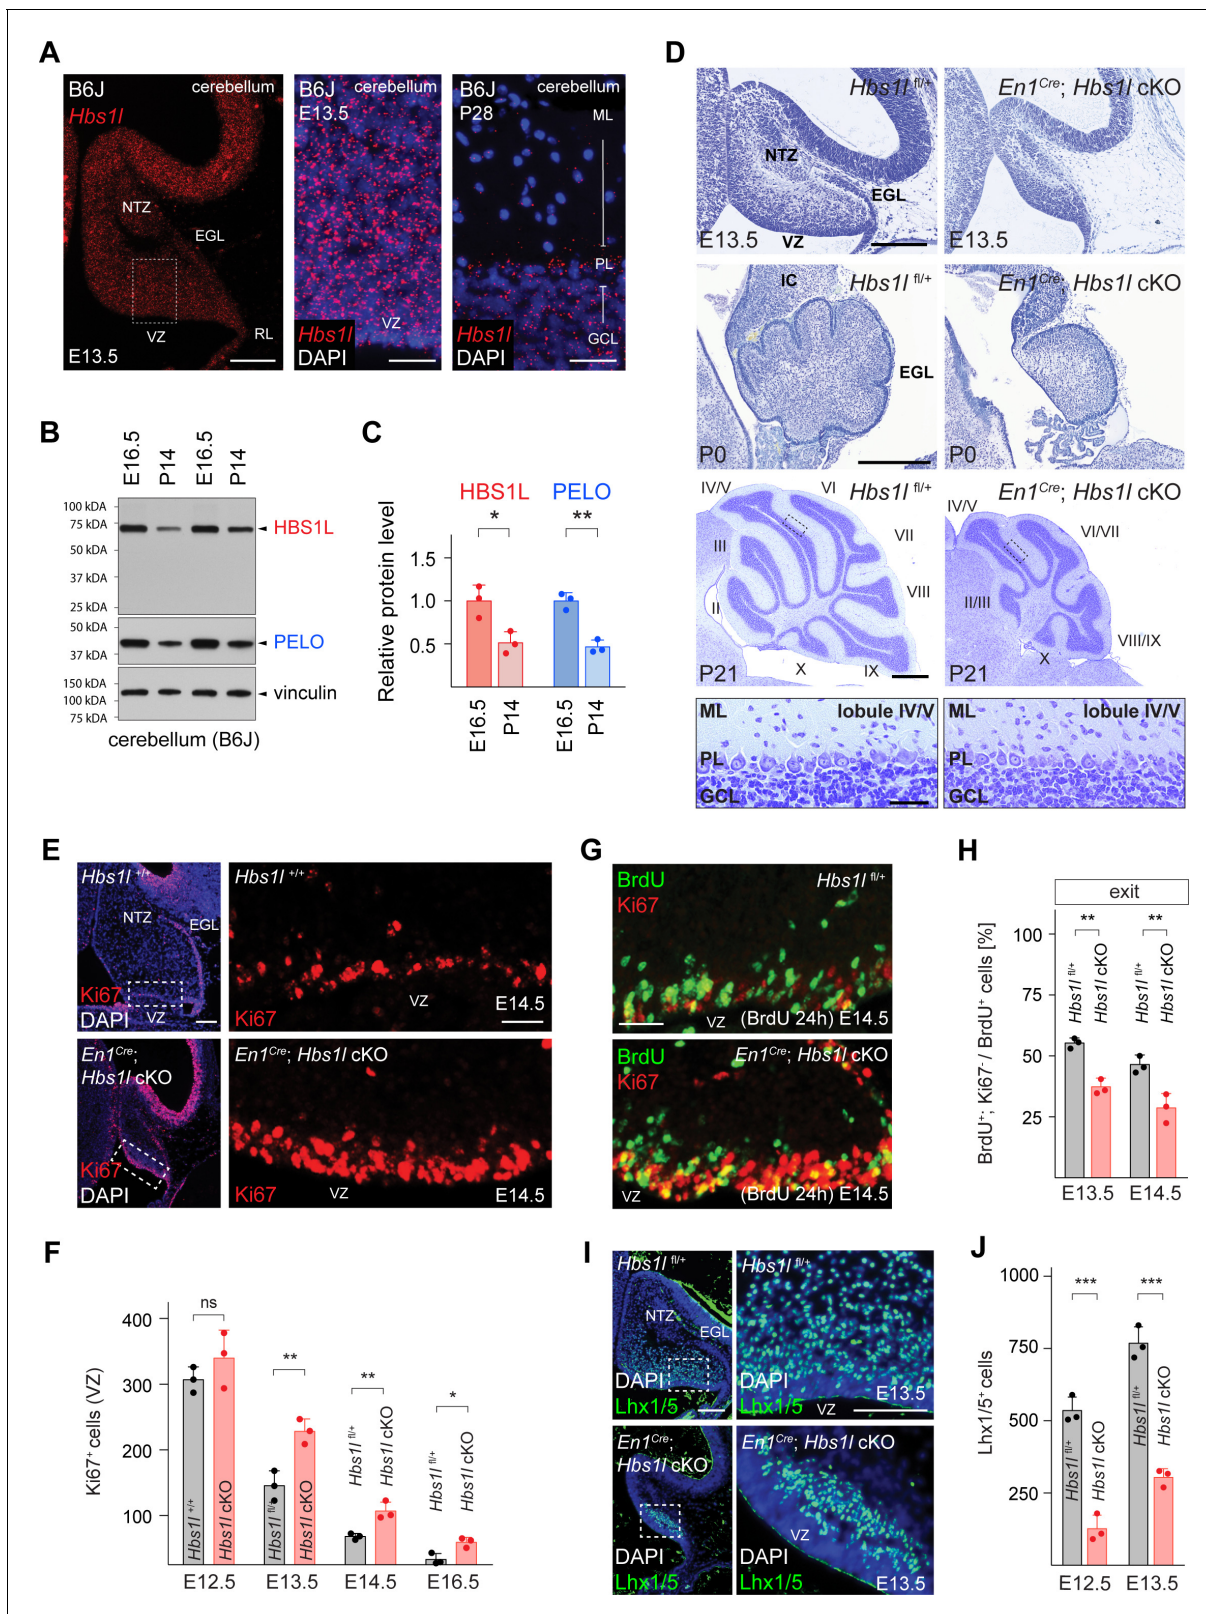 A
B6J
cerebellum
Hbs1l
NTZ
EGL
VZ
RL
E13.5
B6J
cerebellum
E13.5
VZ
Hbs1l
DAPI
B6J
cerebellum
P28
ML
PL
GCL
Hbs1l
DAPI
B
E16.5
P14
E16.5
P14
100 kDA
75 kDA
50 kDA
37 kDA
25 kDA
HBS1L
50 kDA
37 kDA
PELO
150 kDA
100 kDA
75 kDA
vinculin
cerebellum (B6J)
C
HBS1L
PELO
*
**
Relative protein level
1.5
1.0
0.5
E16.5
P14
E16.5
P14
D
Hbs1l fl/+
NTZ
EGL
VZ
E13.5
En1Cre; Hbs1l cKO
E13.5
IC
Hbs1l fl/+
EGL
P0
En1Cre; Hbs1l cKO
P0
IV/V
VI
Hbs1l fl/+
VII
III
VIII
II
X
IX
P21
En1Cre; Hbs1l cKO
IV/V
VI/VII
II/III
VIII/IX
X
P21
ML
lobule IV/V
PL
GCL
ML
lobule IV/V
PL
GCL
E
Hbs1l +/+
NTZ
EGL
Ki67
DAPI
VZ
Hbs1l +/+
VZ
E14.5
Ki67
En1Cre;
Hbs1l cKO
Ki67
DAPI
En1Cre; Hbs1l cKO
Ki67
VZ
E14.5
F
Ki67+ cells (VZ)
400
300
200
100
ns
**
**
*
Hbs1l +/+
Hbs1l cKO
Hbs1l fl/+
Hbs1l cKO
Hbs1l fl/+
Hbs1l cKO
Hbs1l fl/+
Hbs1l cKO
E12.5
E13.5
E14.5
E16.5
G
BrdU
Ki67
Hbs1l fl/+
VZ
(BrdU 24h) E14.5
BrdU
Ki67
En1Cre; Hbs1l cKO
VZ
(BrdU 24h) E14.5
H
exit
BrdU+; Ki67- / BrdU+ cells [%]
100
75
50
25
**
**
Hbs1l fl/+
Hbs1l cKO
Hbs1l fl/+
Hbs1l cKO
E13.5
E14.5
I
Hbs1l fl/+
NTZ
EGL
DAPI
Lhx1/5
Hbs1l fl/+
DAPI
Lhx1/5
E13.5
VZ
En1Cre;
Hbs1l cKO
DAPI
Lhx1/5
En1Cre; Hbs1l cKO
VZ
DAPI
Lhx1/5
E13.5
J
Lhx1/5+ cells
1000
750
500
250
***
***
Hbs1l fl/+
Hbs1l cKO
Hbs1l fl/+
Hbs1l cKO
E12.5
E13.5